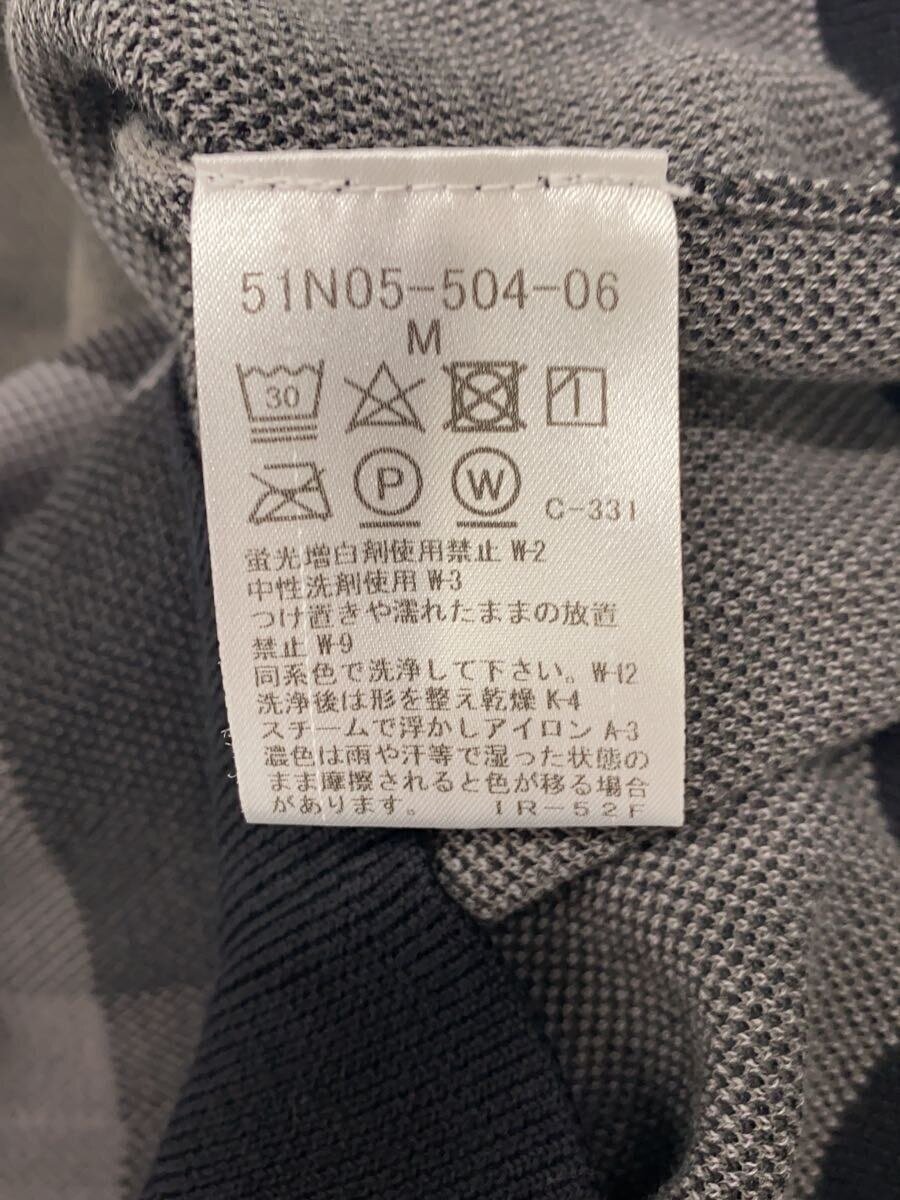 51N05-504-06
M
30
P W C-331
蛍光増白剤使用禁止 W-2
中性洗剤使用 W-3
つけ置きや濡れたままの放置
禁止 W-9
同系色で洗浄して下さい。W-12
洗浄後は形を整え乾燥 K-4
スチームで浮かしアイロン A-3
濃色は雨や汗等で湿った状態の
まま摩擦されると色が移る場合
があります。 IR-52F